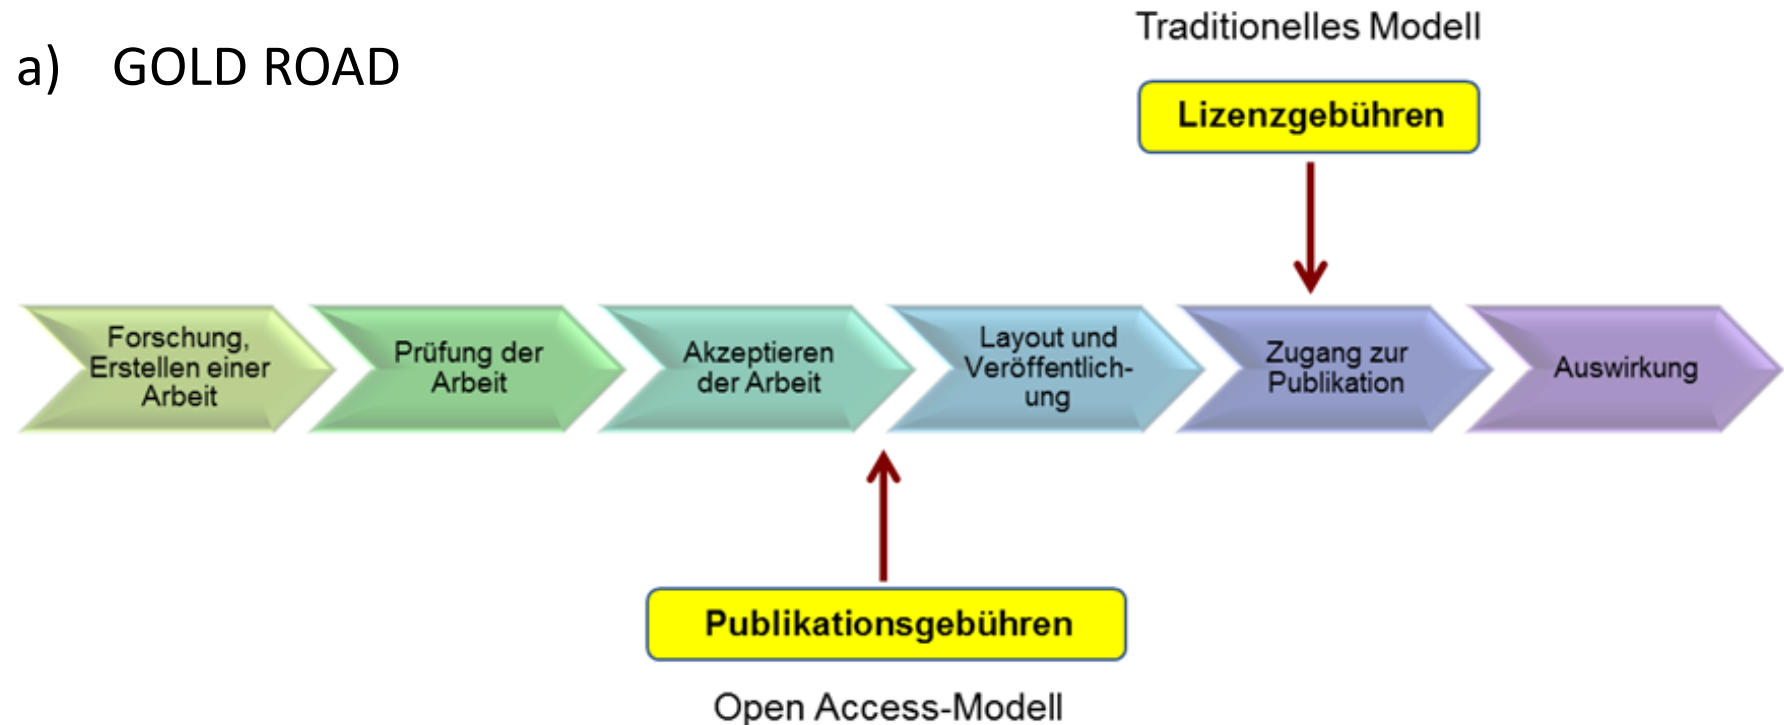 Traditionelles Modell
a) GOLD ROAD
Lizenzgebühren
Forschung,
Erstellen einer
Arbeit
Prüfung der
Arbeit
Akzeptieren
der Arbeit
Layout und
Veröffentlich-
ung
Zugang zur
Publikation
Auswirkung
Publikationsgebühren
Open Access-Modell